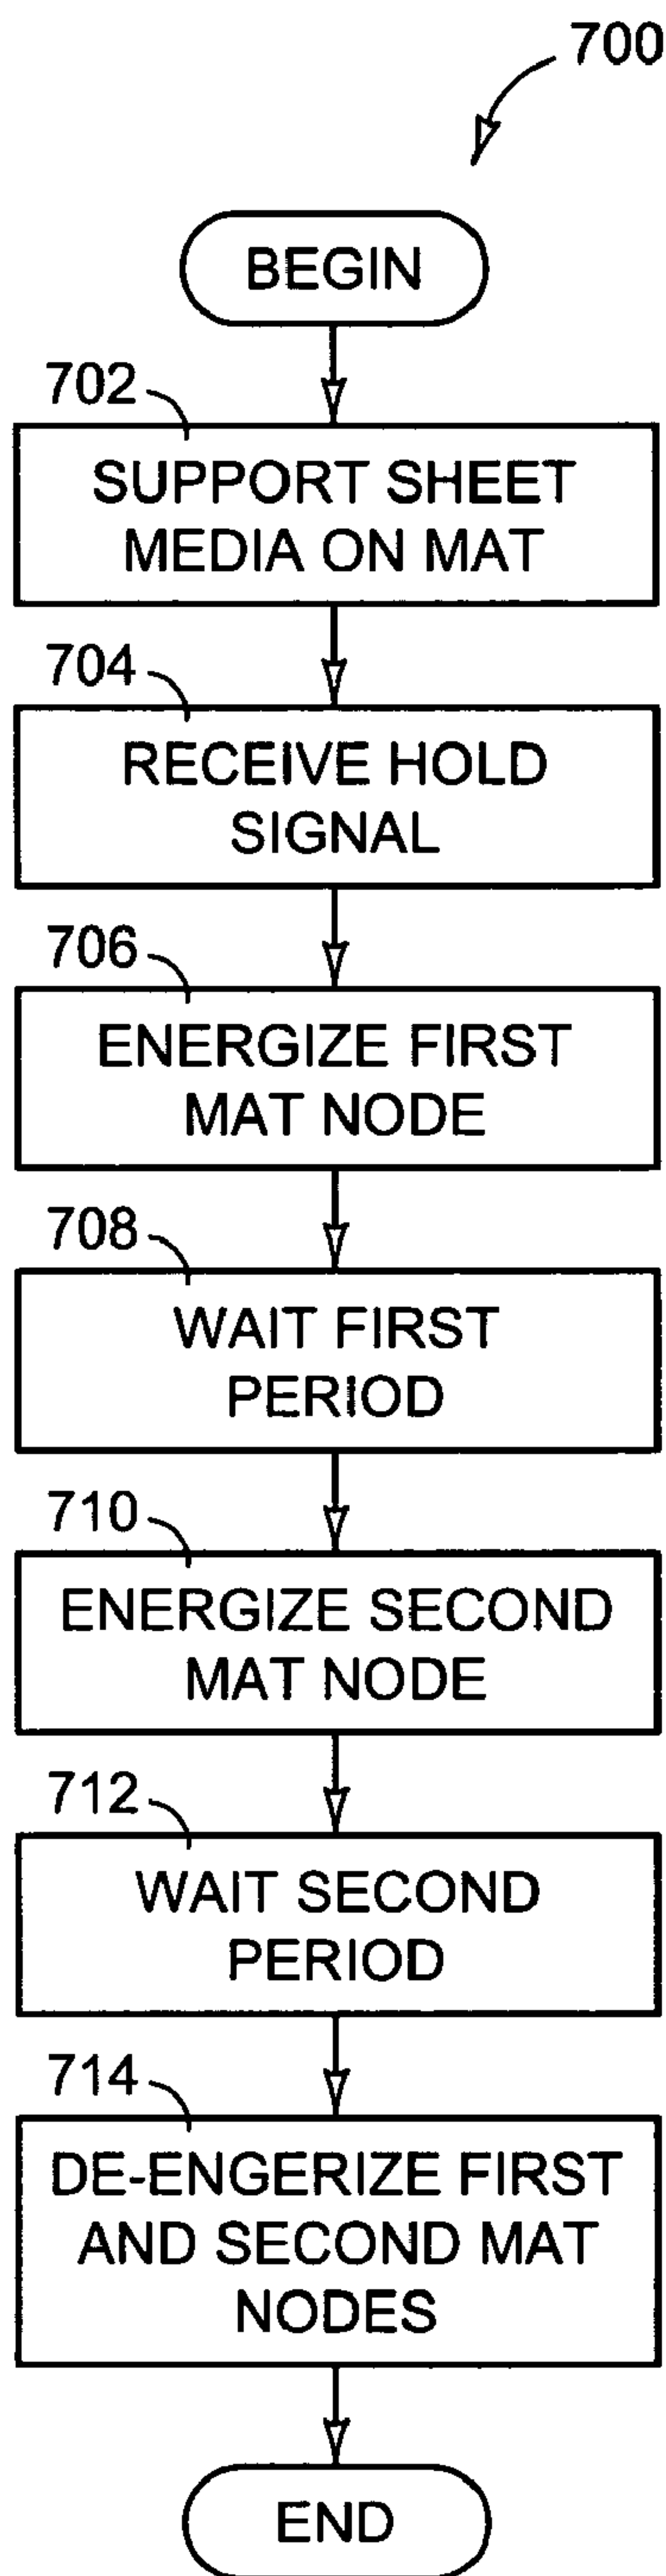 700
BEGIN
702
SUPPORT SHEET
MEDIA ON MAT
704
RECEIVE HOLD
SIGNAL
706
ENERGIZE FIRST
MAT NODE
708
WAIT FIRST
PERIOD
710
ENERGIZE SECOND
MAT NODE
712
WAIT SECOND
PERIOD
714
DE-ENGERIZE FIRST
AND SECOND MAT
NODES
END